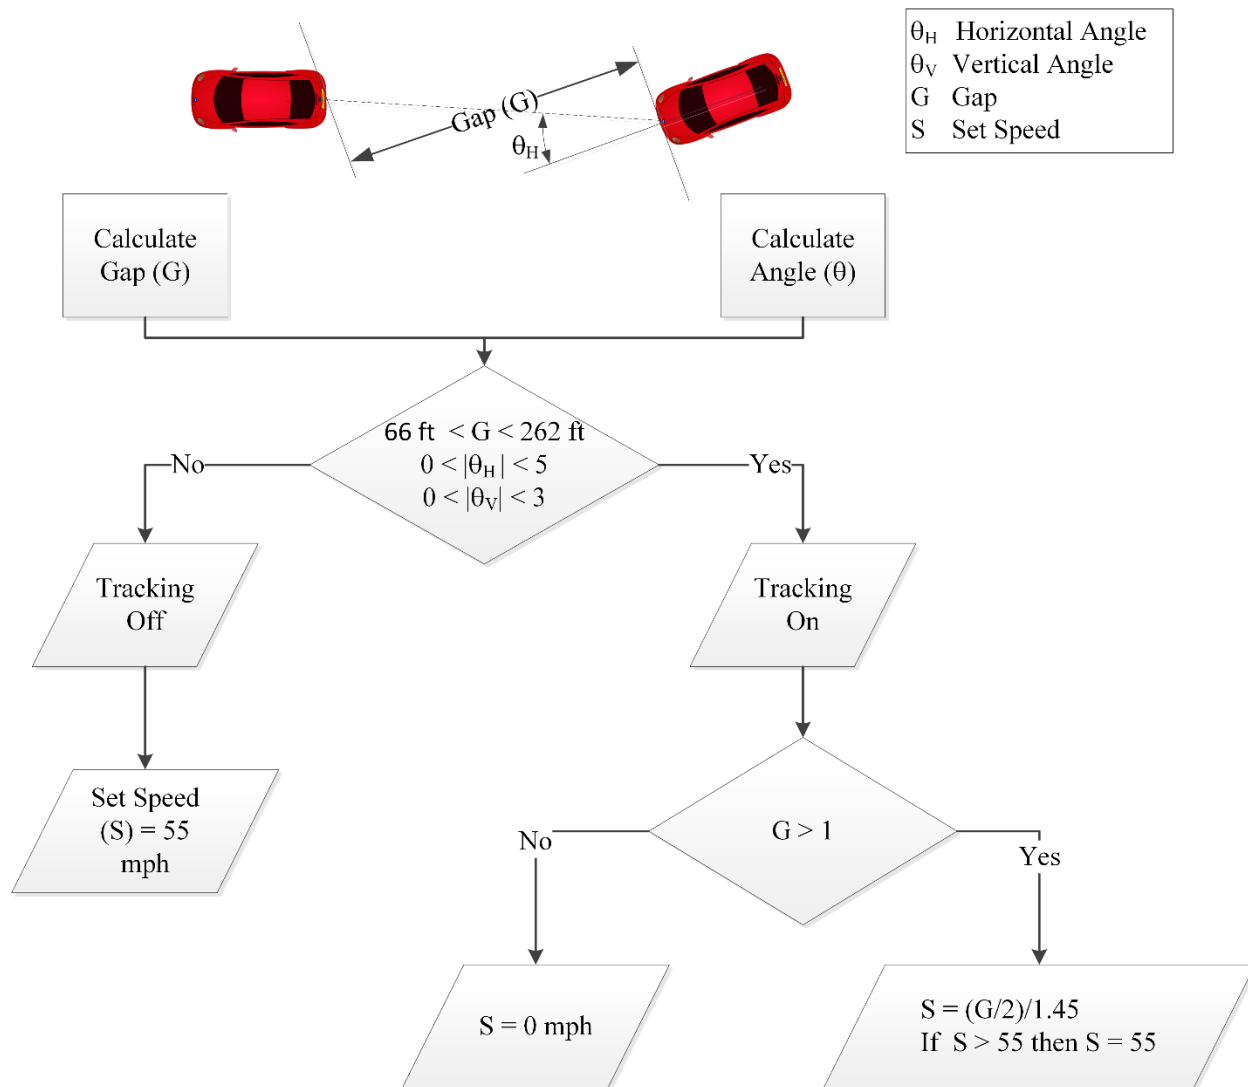 Gap (G)
θH
θH Horizontal Angle
θV Vertical Angle
G Gap
S Set Speed
Calculate
Gap (G)
Calculate
Angle (θ)
66 ft < G < 262 ft
0 < |θH| < 5
0 < |θV| < 3
No
Yes
Tracking
Off
Tracking
On
Set Speed
(S) = 55
mph
G > 1
No
Yes
S = 0 mph
S = (G/2)/1.45
If S > 55 then S = 55